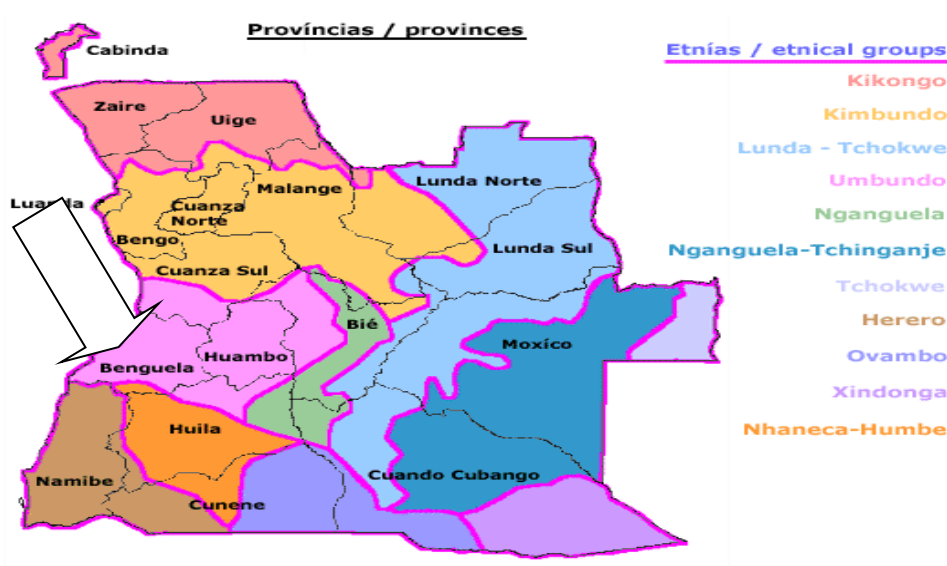 Províncias / provinces
Cabinda
Etnías / etnical groups
Kikongo
Zaire
Uige
Kimbundo
Lunda - Tchokwe
Malange
Lunda Norte
Umbundo
Cuanza
Norte
Nganguela
Bengo
Lunda Sul
Nganguela-Tchinganje
Cuanza Sul
Tchokwe
Bié
Herero
Moxíco
Huambo
Ovambo
Benguela
Xindonga
Huila
Nhaneca-Humbe
Cuando Cubango
Namibe
Cunene